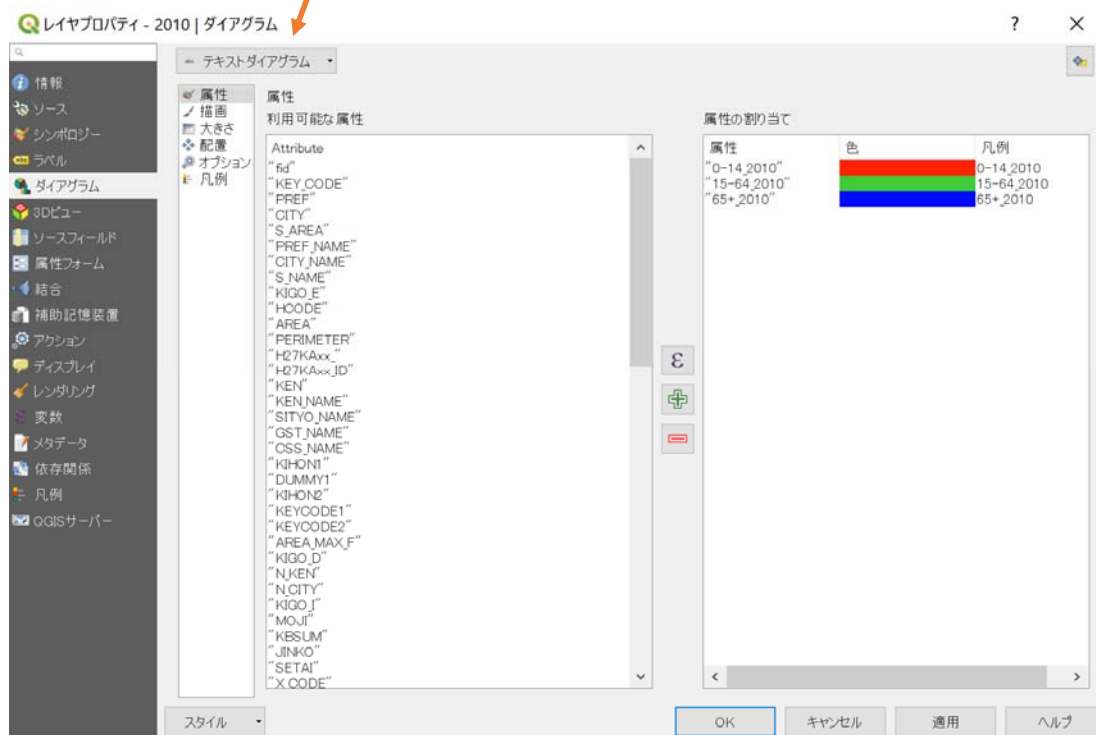 レイヤプロパティ - 2010 | ダイアグラム
?
テキストダイアグラム
情報
ソース
シンボロジー
ラベル
ダイアグラム
3Dビュー
ソースフィールド
属性フォーム
結合
補助記憶装置
アクション
ディスプレイ
レンダリング
変数
メタデータ
依存関係
凡例
QGISサーバー
属性
描画
大きさ
配置
オプション
凡例
属性
利用可能な属性
Attribute
"fid"
"KEY_CODE"
"PREF"
"CITY"
"S_AREA"
"PREF_NAME"
"CITY_NAME"
"S_NAME"
"KIGO_E"
"HCODE"
"AREA"
"PERIMETER"
"H27KAxx_"
"H27KAxx_ID"
"KEN"
"KEN_NAME"
"SITYO_NAME"
"GST_NAME"
"CSS_NAME"
"KIHON1"
"DUMMY1"
"KIHON2"
"KEYCODE1"
"KEYCODE2"
"AREA_MAX_F"
"KIGO_D"
"N_KEN"
"N_CITY"
"KIGO_I"
"MOJI"
"KBSUM"
"JINKO"
"SETAI"
"X_CODE"
ε
属性の割り当て
属性 色 凡例
"0-14_2010" 0-14_2010
"15-64_2010" 15-64_2010
"65+_2010" 65+_2010
スタイル
OK キャンセル 適用 ヘルプ